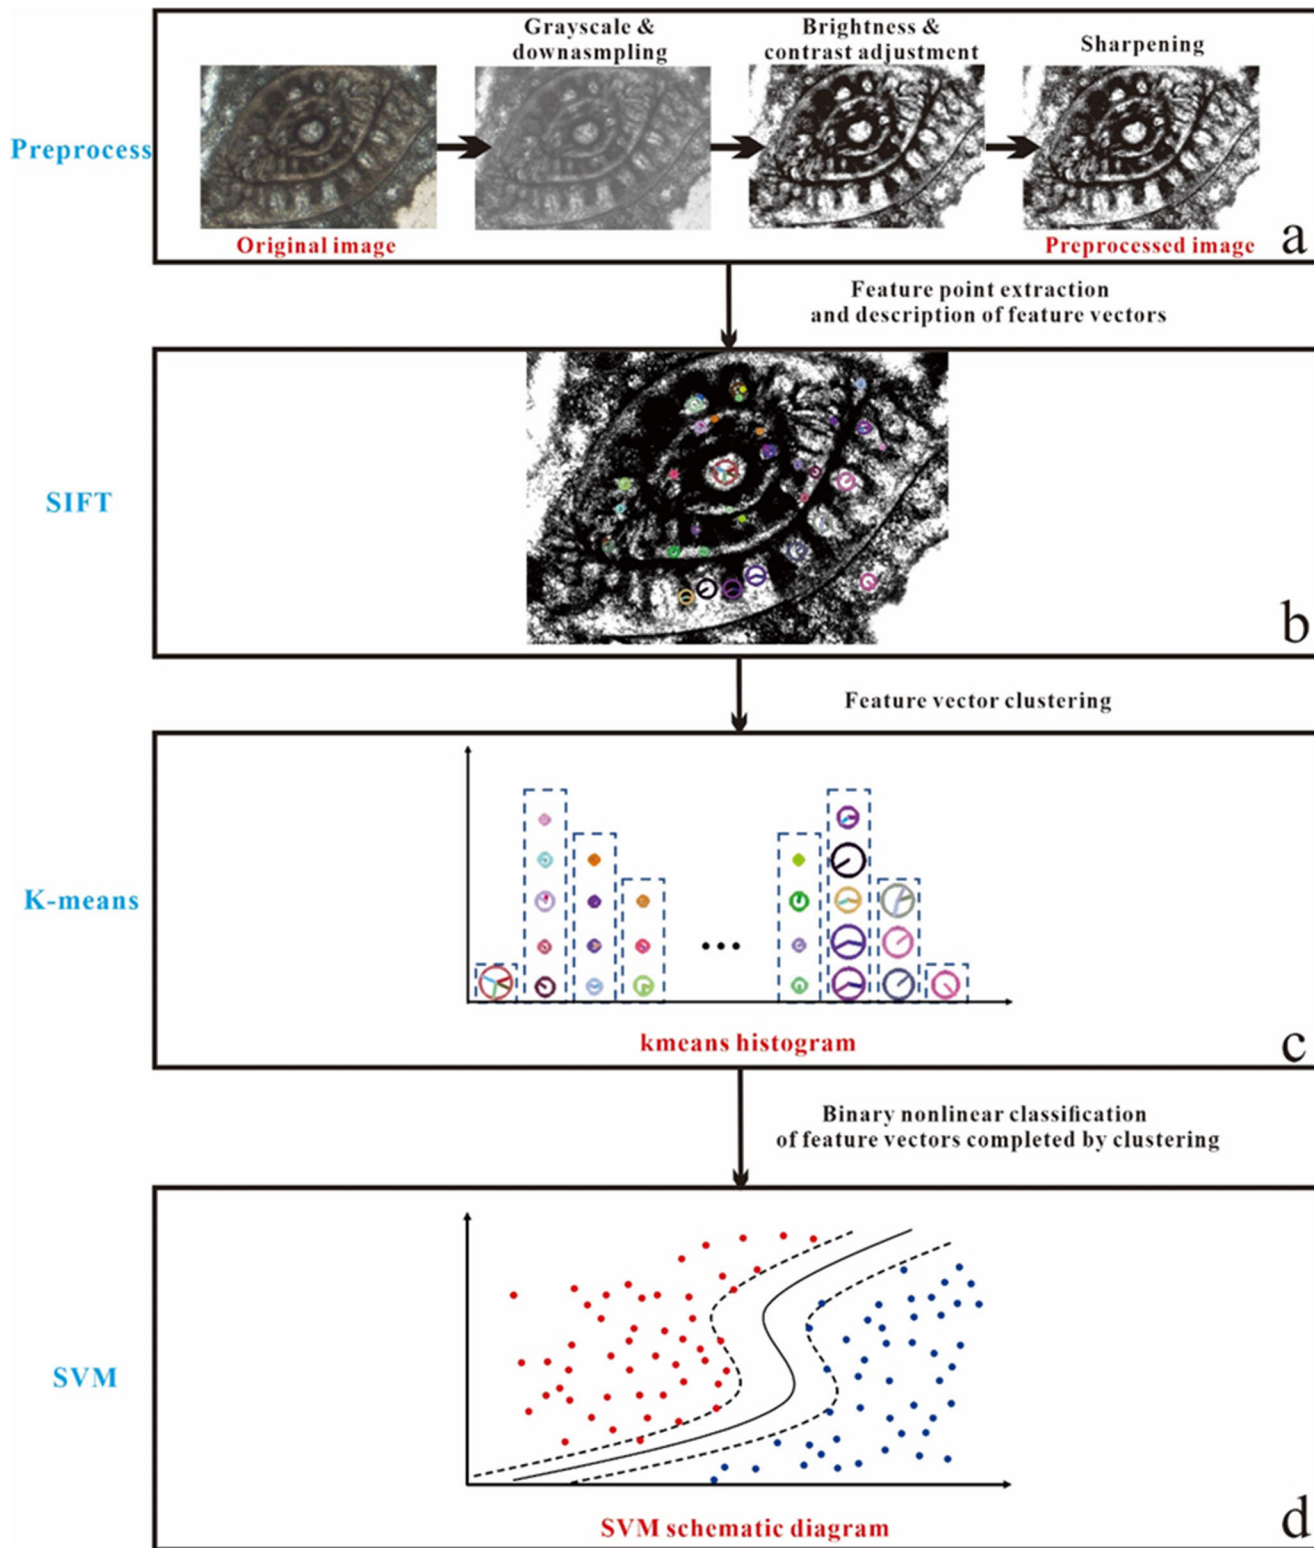 Grayscale &
downasmpling
Brightness &
contrast adjustment
Sharpening
Preprocess
Original image
Preprocessed image
a
Feature point extraction
and description of feature vectors
SIFT
b
Feature vector clustering
K-means
kmeans histogram
c
Binary nonlinear classification
of feature vectors completed by clustering
SVM
SVM schematic diagram
d